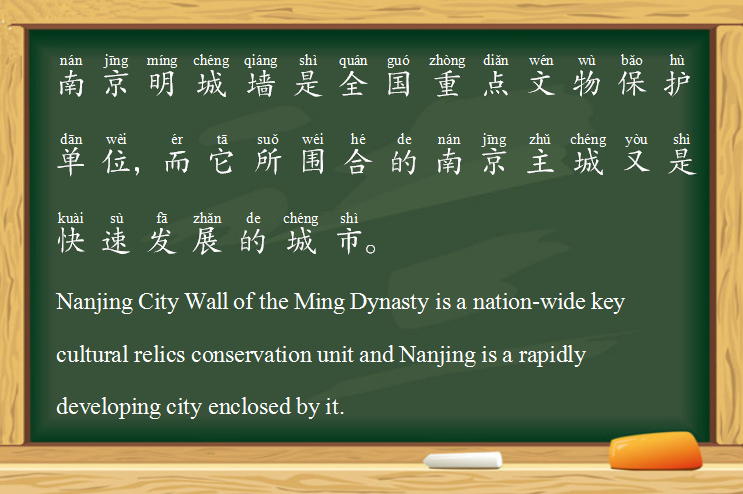 nán jīng míng chéng qiáng shì quán guó zhòng diǎn wén wù bǎo hù
南京明城墙是全国重点文物保护
dān wèi ér tā suǒ wéi hé de nán jīng zhǔ chéng yòu shì
单位，而它所围合的南京主城又是
kuài sù fā zhǎn de chéng shì
快速发展的城市。
Nanjing City Wall of the Ming Dynasty is a nation-wide key
cultural relics conservation unit and Nanjing is a rapidly
developing city enclosed by it.